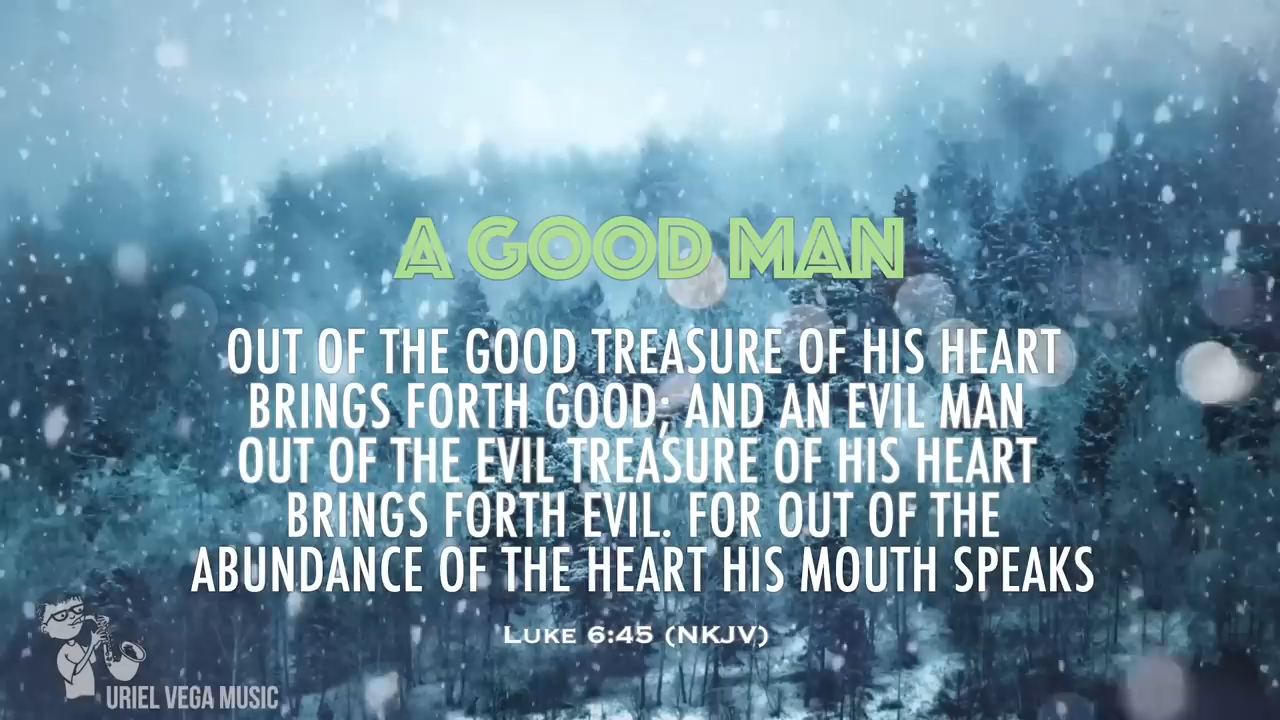 A GOOD MAN
OUT OF THE GOOD TREASURE OF HIS HEART
BRINGS FORTH GOOD; AND AN EVIL MAN
OUT OF THE EVIL TREASURE OF HIS HEART
BRINGS FORTH EVIL. FOR OUT OF THE
ABUNDANCE OF THE HEART HIS MOUTH SPEAKS
LUKE 6:45 (NKJV)
URIEL VEGA MUSIC